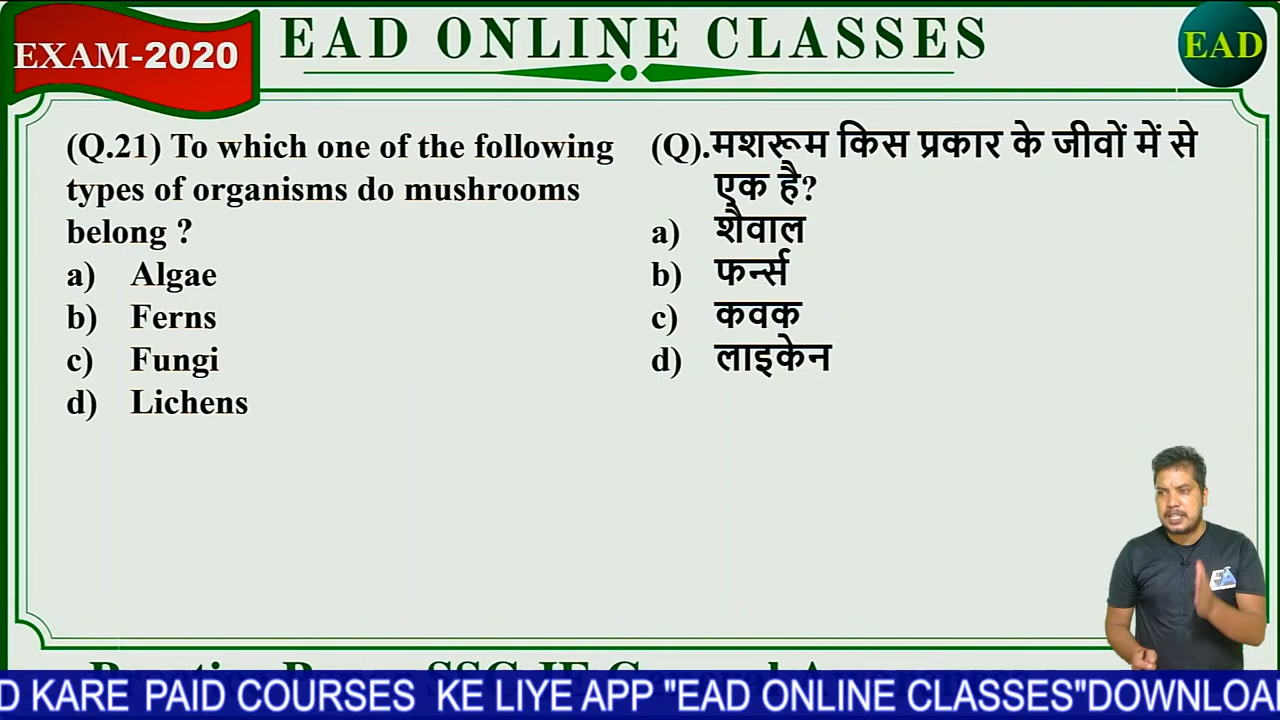 EXAM-2020
EAD ONLINE CLASSES
EAD
(Q.21) To which one of the following
types of organisms do mushrooms
belong ?
a) Algae
b) Ferns
c) Fungi
d) Lichens
(Q).मशरूम किस प्रकार के जीवों में से
एक है?
a) शैवाल
b) फर्न्स
c) कवक
d) लाइकेन
D KARE PAID COURSES KE LIYE APP "EAD ONLINE CLASSES"DOWNLOA